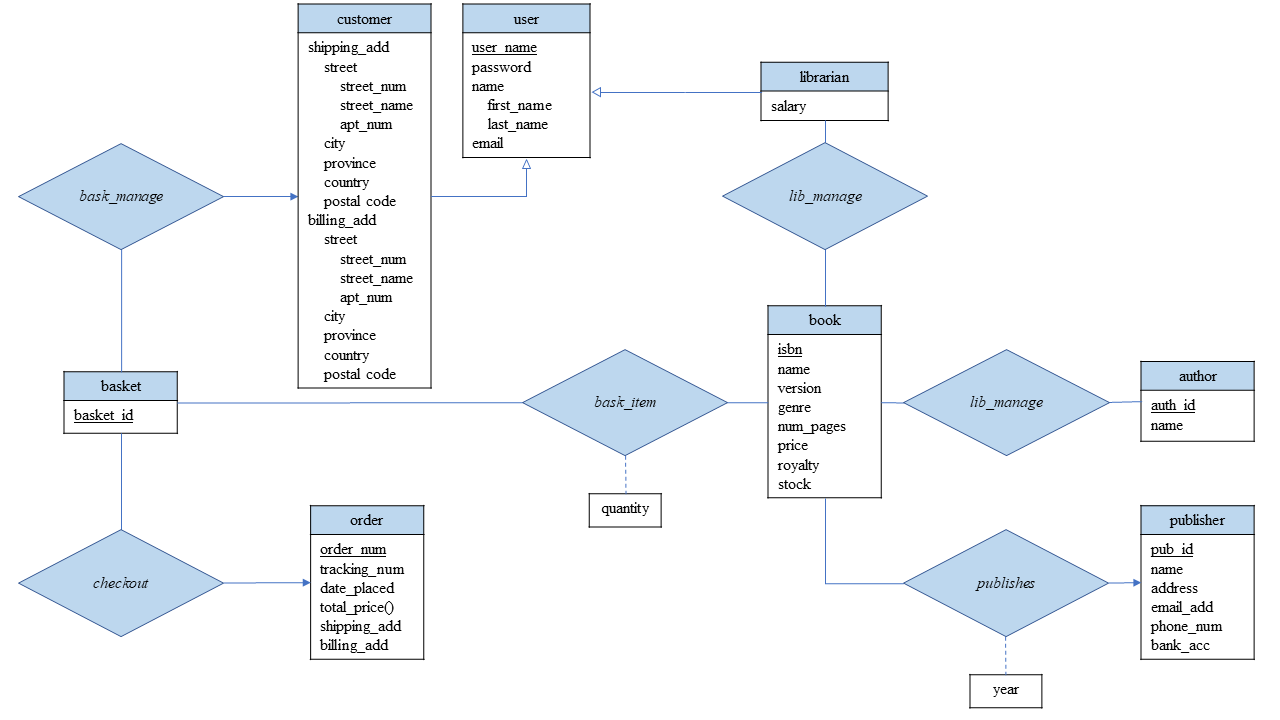 customer
shipping_add
street
street_num
street_name
apt_num
city
province
country
postal code
billing_add
street
street_num
street_name
apt_num
city
province
country
postal code
user
user_name
password
name
first_name
last_name
email
librarian
salary
bask_manage
lib_manage
basket
basket_id
bask_item
quantity
book
isbn
name
version
genre
num_pages
price
royalty
stock
lib_manage
author
auth_id
name
checkout
order
order_num
tracking_num
date_placed
total_price()
shipping_add
billing_add
publishes
year
publisher
pub_id
name
address
email_add
phone_num
bank_acc